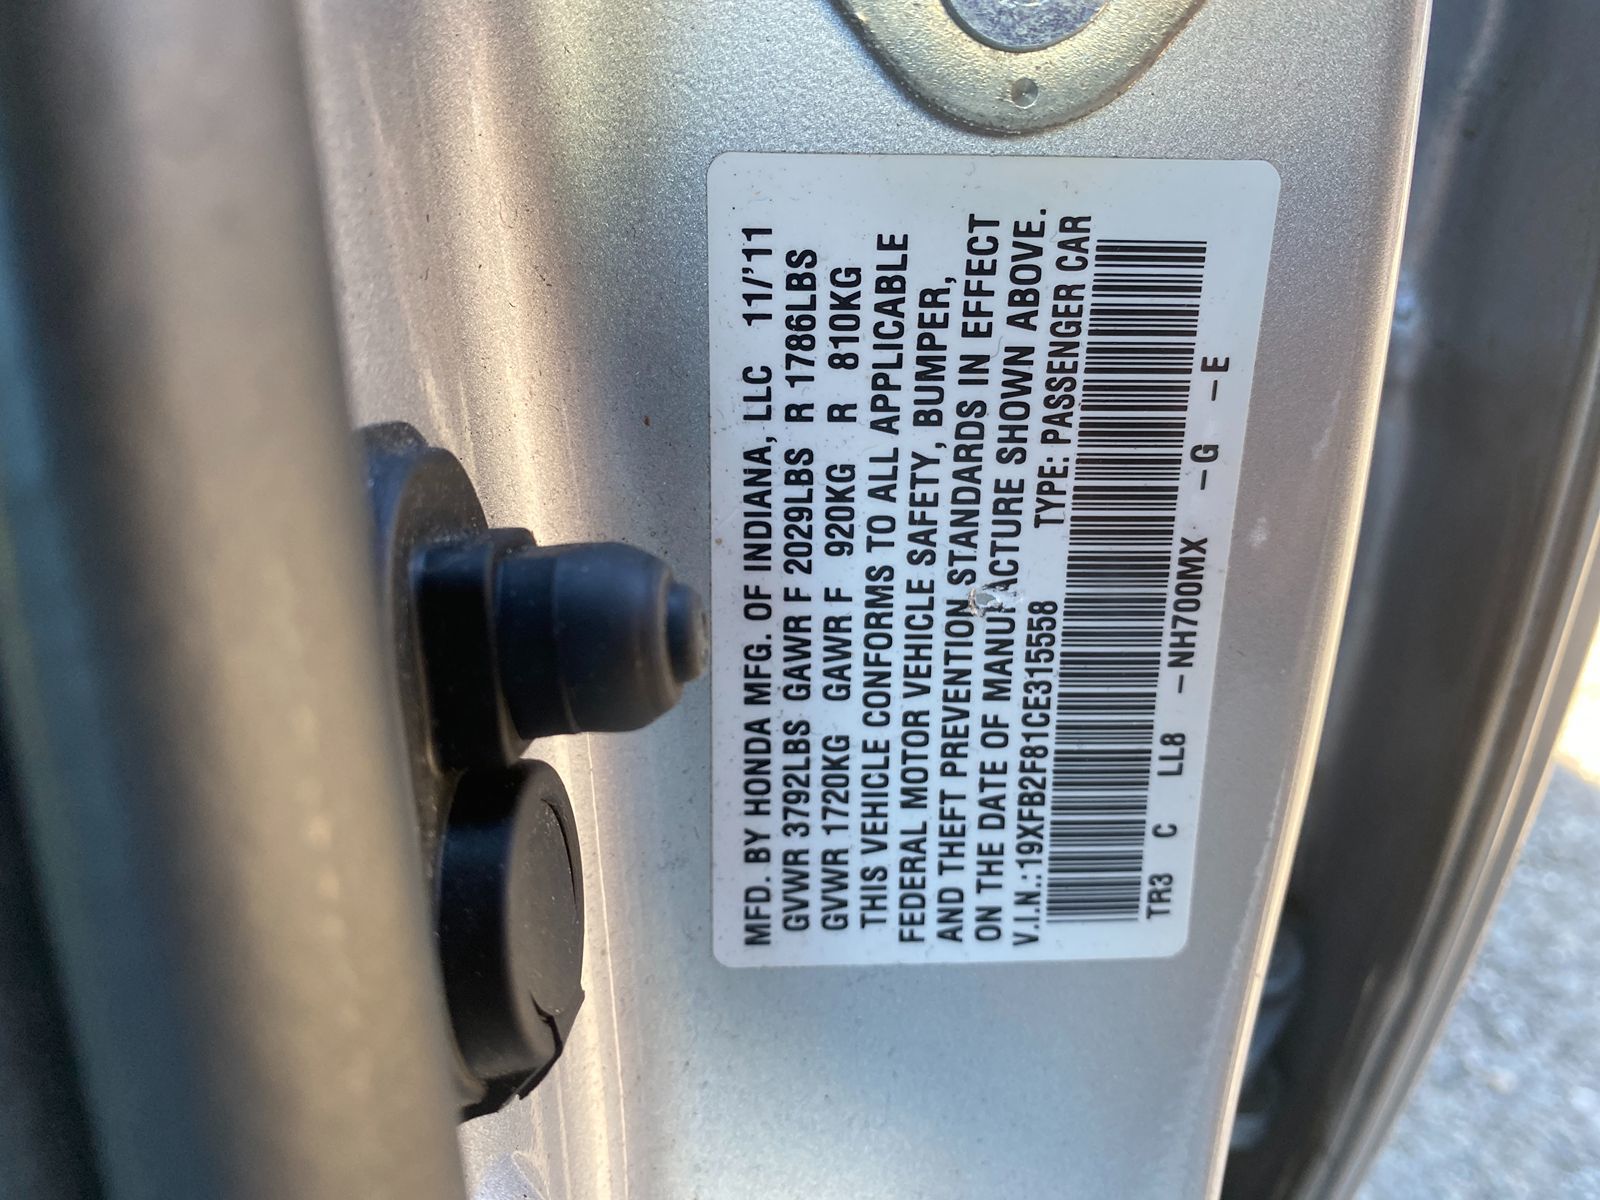 MFD. BY HONDA MFG. OF INDIANA, LLC 11/'11
GVWR 3792LBS GAWR F 2029LBS R 1786LBS
GVWR 1720KG GAWR F 920KG R 810KG
THIS VEHICLE CONFORMS TO ALL APPLICABLE
FEDERAL MOTOR VEHICLE SAFETY, BUMPER,
AND THEFT PREVENTION STANDARDS IN EFFECT
ON THE DATE OF MANUFACTURE SHOWN ABOVE.
V.I.N.:19XFB2F81CE315558 TYPE: PASSENGER CAR
TR3 C LL8 -NH700MX -G -E